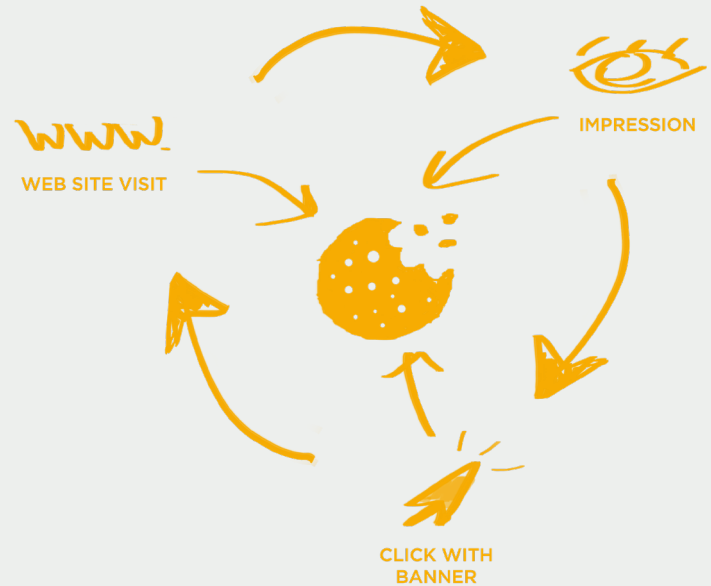 www.
WEB SITE VISIT
IMPRESSION
CLICK WITH
BANNER